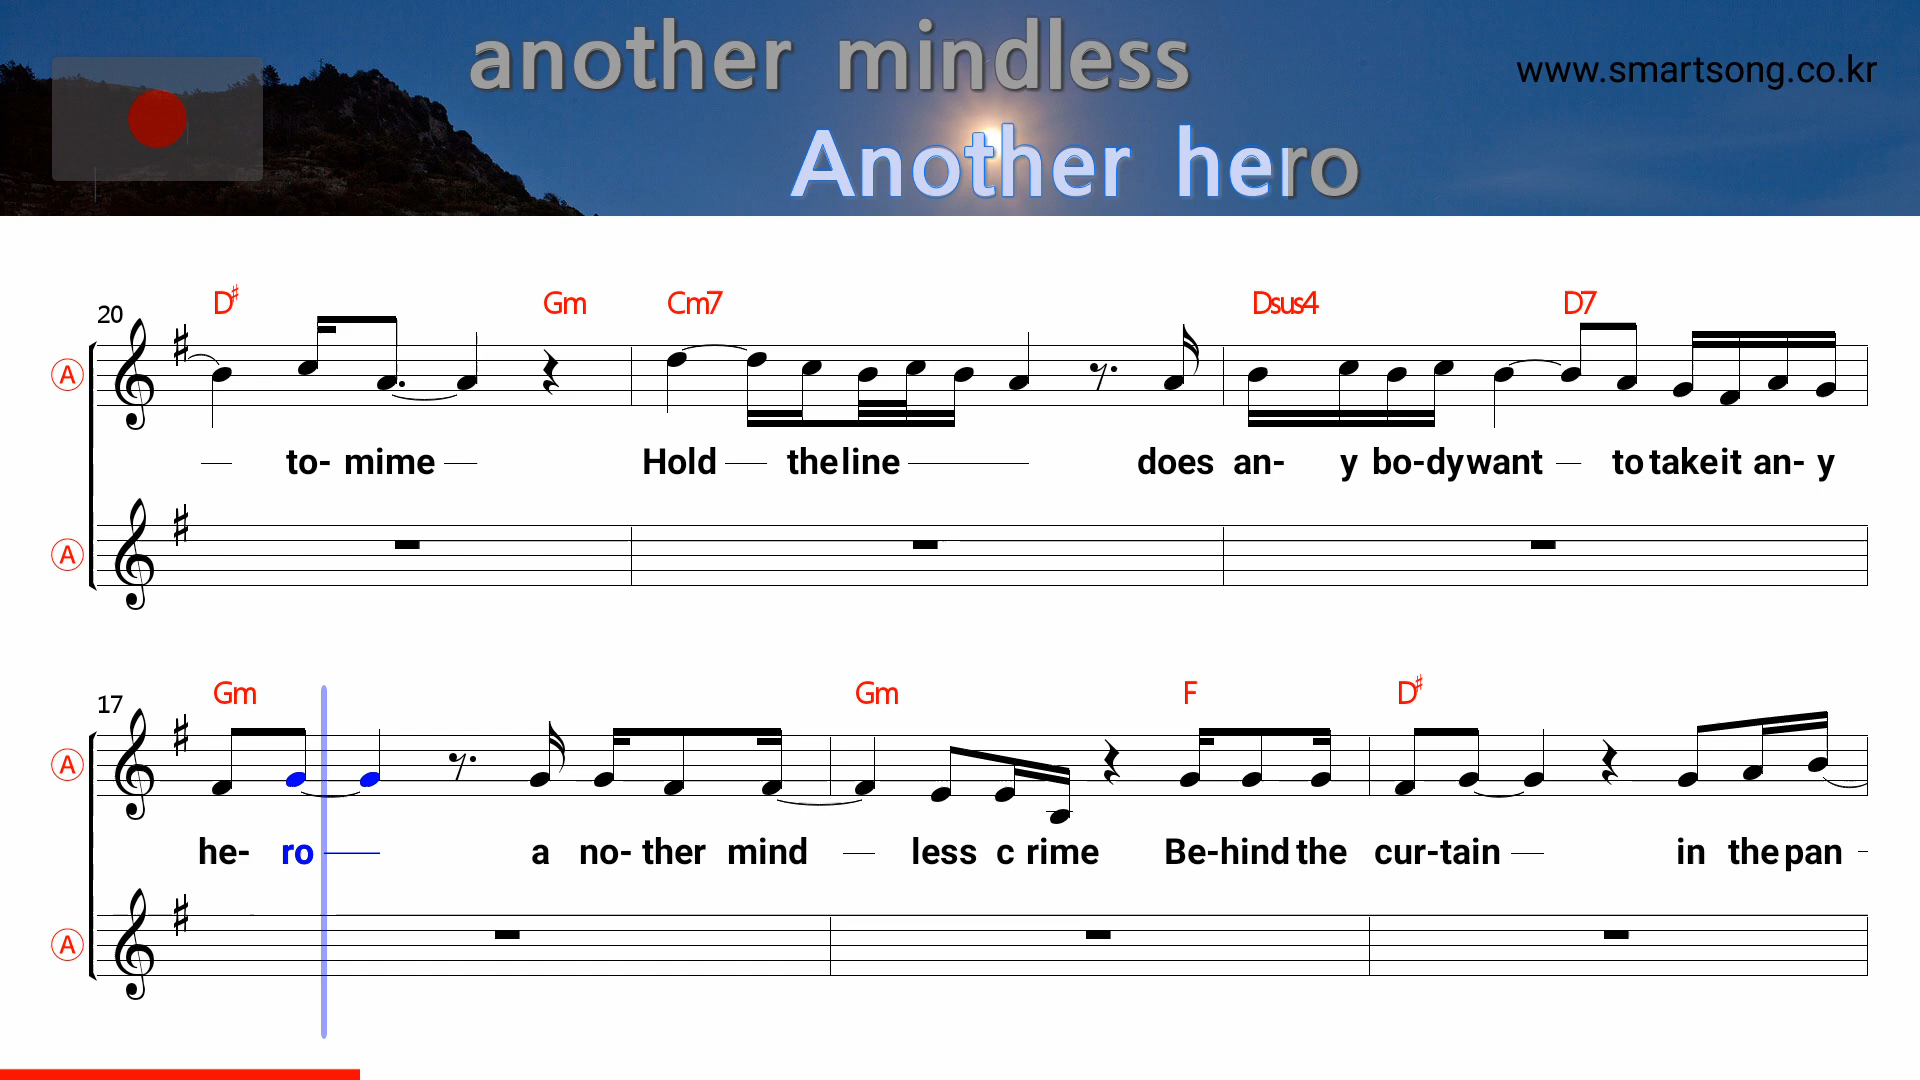 another mindless
www.smartsong.co.kr
Another hero
20 D♯ Gm Cm7 Dsus4 D7
A
to- mime Hold the line does an- y bo-dy want to take it an- y
A
17 Gm Gm F D♯
A
he- ro a no- ther mind less c rime Be-hind the cur-tain in the pan
A